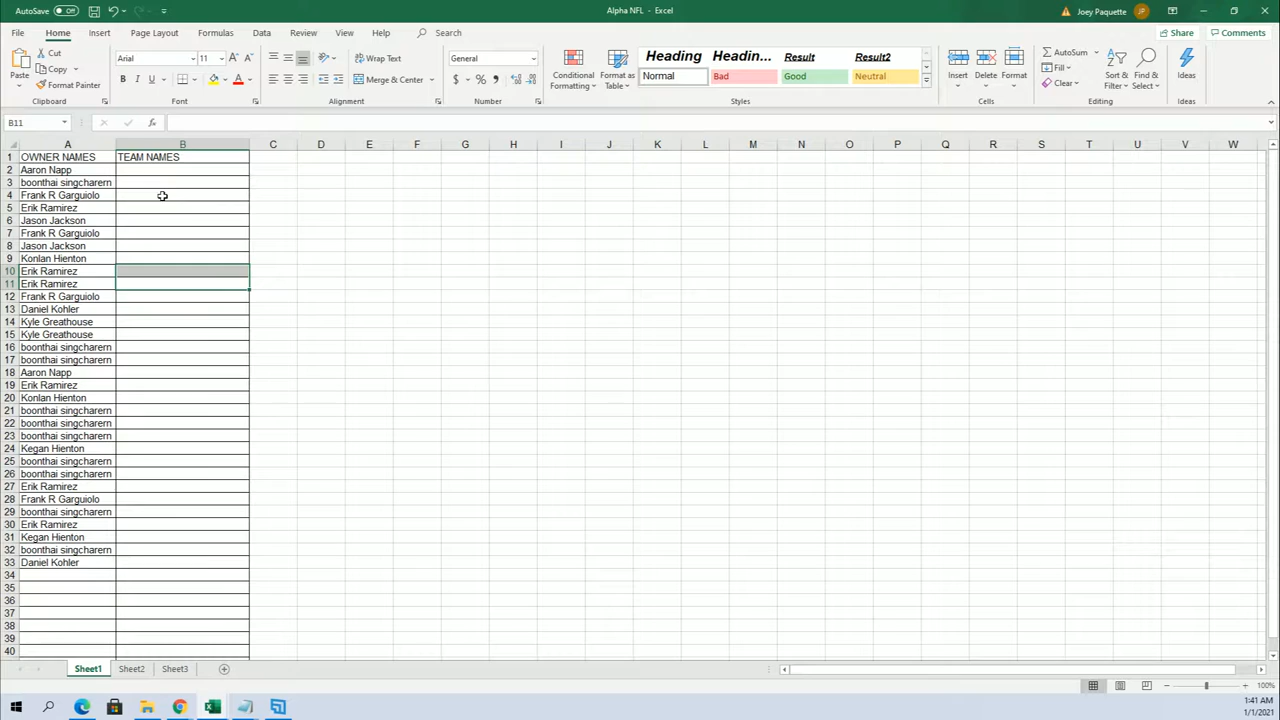 AutoSave Off
Alpha NFL - Excel
Joey Paquette JP
File Home Insert Page Layout Formulas Data Review View Help Search
Share Comments
Paste
Cut
Copy
Format Painter
Clipboard
Arial 11
B I U
Font
Wrap Text
Merge & Center
Alignment
General
$ % ,
Number
Conditional Formatting
Format as Table
Heading Headin... Result Result2
Normal Bad Good Neutral
Styles
Insert Delete Format
Cells
AutoSum
Fill
Clear
Sort & Filter
Find & Select
Editing
Ideas
Ideas
B11 fx
A B C D E F G H I J K L M N O P Q R S T U V W
1 OWNER NAMES TEAM NAMES
2 Aaron Napp
3 boonthai singcharern
4 Frank R Garguiolo
5 Erik Ramirez
6 Jason Jackson
7 Frank R Garguiolo
8 Jason Jackson
9 Konlan Hienton
10 Erik Ramirez
11 Erik Ramirez
12 Frank R Garguiolo
13 Daniel Kohler
14 Kyle Greathouse
15 Kyle Greathouse
16 boonthai singcharern
17 boonthai singcharern
18 Aaron Napp
19 Erik Ramirez
20 Konlan Hienton
21 boonthai singcharern
22 boonthai singcharern
23 boonthai singcharern
24 Kegan Hienton
25 boonthai singcharern
26 boonthai singcharern
27 Erik Ramirez
28 Frank R Garguiolo
29 boonthai singcharern
30 Erik Ramirez
31 Kegan Hienton
32 boonthai singcharern
33 Daniel Kohler
34
35
36
37
38
39
40
Sheet1 Sheet2 Sheet3
100%
1:41 AM
1/1/2021